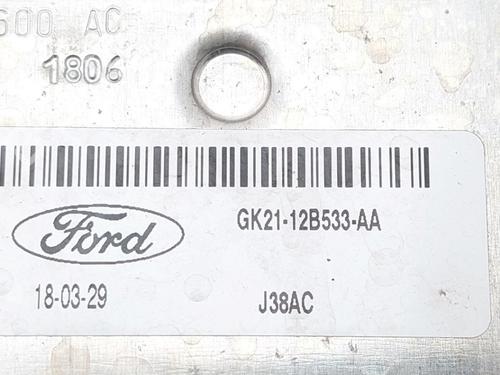 600 AC
1806
GK21-12B533-AA
Ford
18-03-29
J38AC